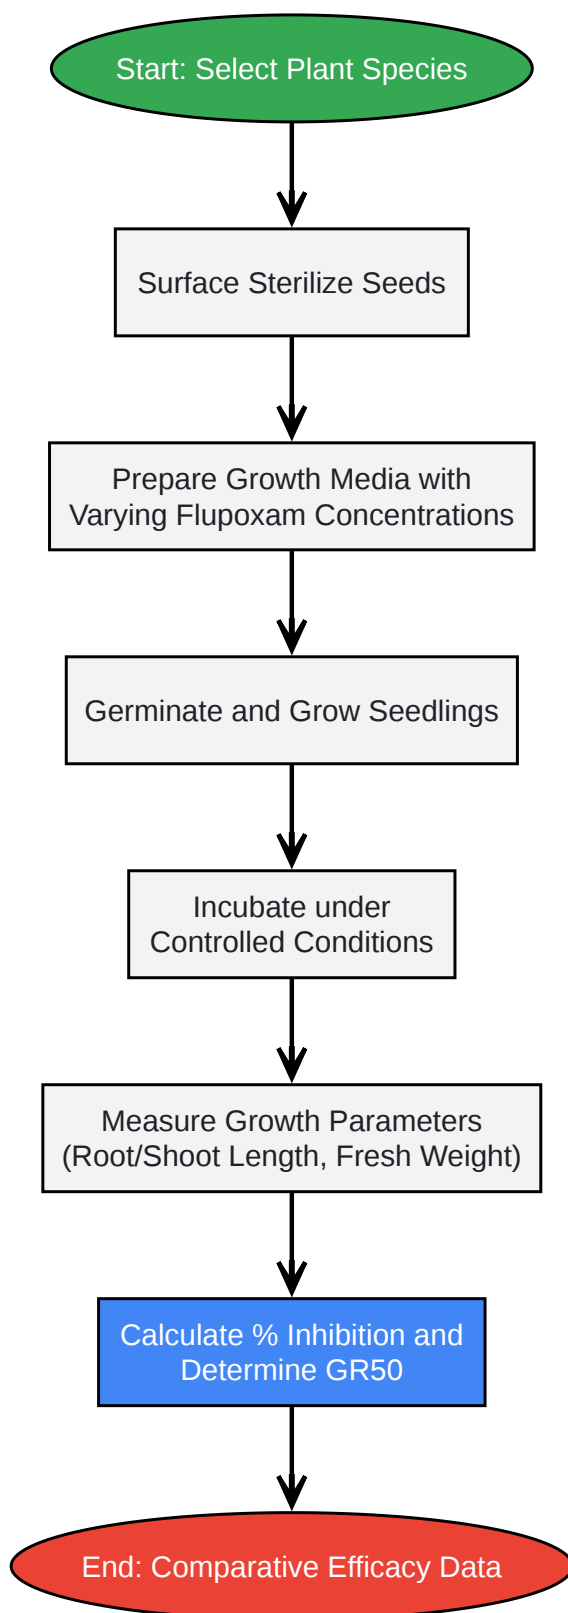 Start: Select Plant Species
Surface Sterilize Seeds
Prepare Growth Media with
Varying Flupoxam Concentrations
Germinate and Grow Seedlings
Incubate under
Controlled Conditions
Measure Growth Parameters
(Root/Shoot Length, Fresh Weight)
Calculate % Inhibition and
Determine GR50
End: Comparative Efficacy Data